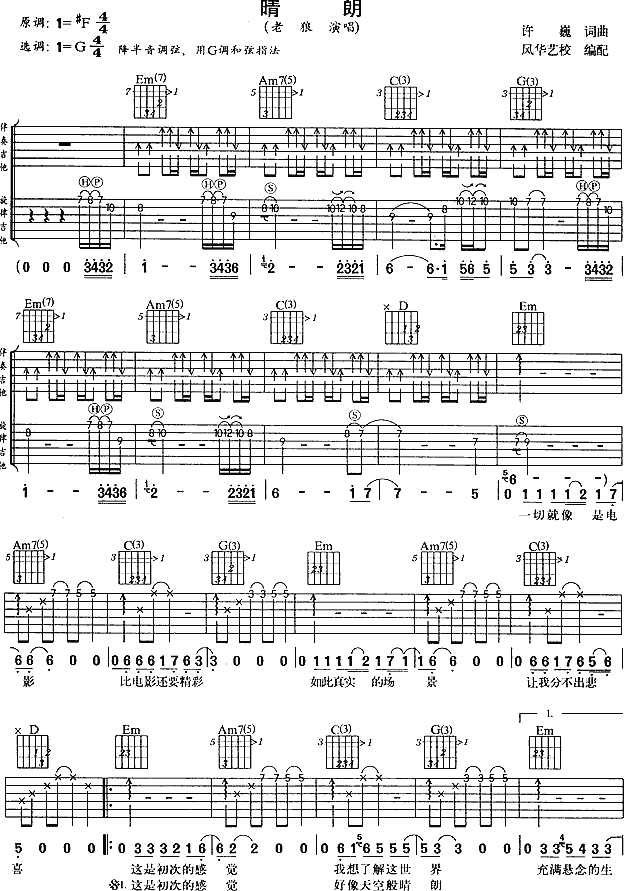 晴 朗
(老 狼 演唱)
原调: 1=#F 4/4
选调: 1=G 4/4 降半音调弦, 用G调和弦指法
许 巍 词曲
风华艺校 编配
Em(7) Am7(5) C(3) G(3)
伴奏吉他
旋律吉他
(0 0 0 3432 | 1 - - 3436 | 2 - - 2321 | 6 - 6·1 56 5 | 5 3 3 - 3432
Em(7) Am7(5) C(3) D Em
伴奏吉他
旋律吉他
1 - - 3436 | 2 - - 2321 | 6 - - 17 | 7 - - 5 | 6 - - -)
0 1 1 1 1 2 1 7
一切就像 是电
Am7(5) C(3) G(3) Em Am7(5) C(3)
6 6 6 0 0 | 0 6 6 6 1 7 6 3 | 3 0 0 0 | 0 1 1 1 1 2 1 7 1 | 1 6 6 0 0 | 0 6 6 6 7 6 5 6
影 比电影还要精彩 如此真实 的场 景 让我分不出悲
D Em Am7(5) C(3) G(3) 1. Em
5 0 0 0 | 0 3 3 3 3 2 1 6 | 6 2 2 0 0 | 0 6 1 6 5 5 5 | 5 3 3 0 0 | 0 3 3 5 4 3 3
喜 这是初次的感 觉 我想了解这世 界 充满悬念的生
这是初次的感 觉 好像天空般晴 朗